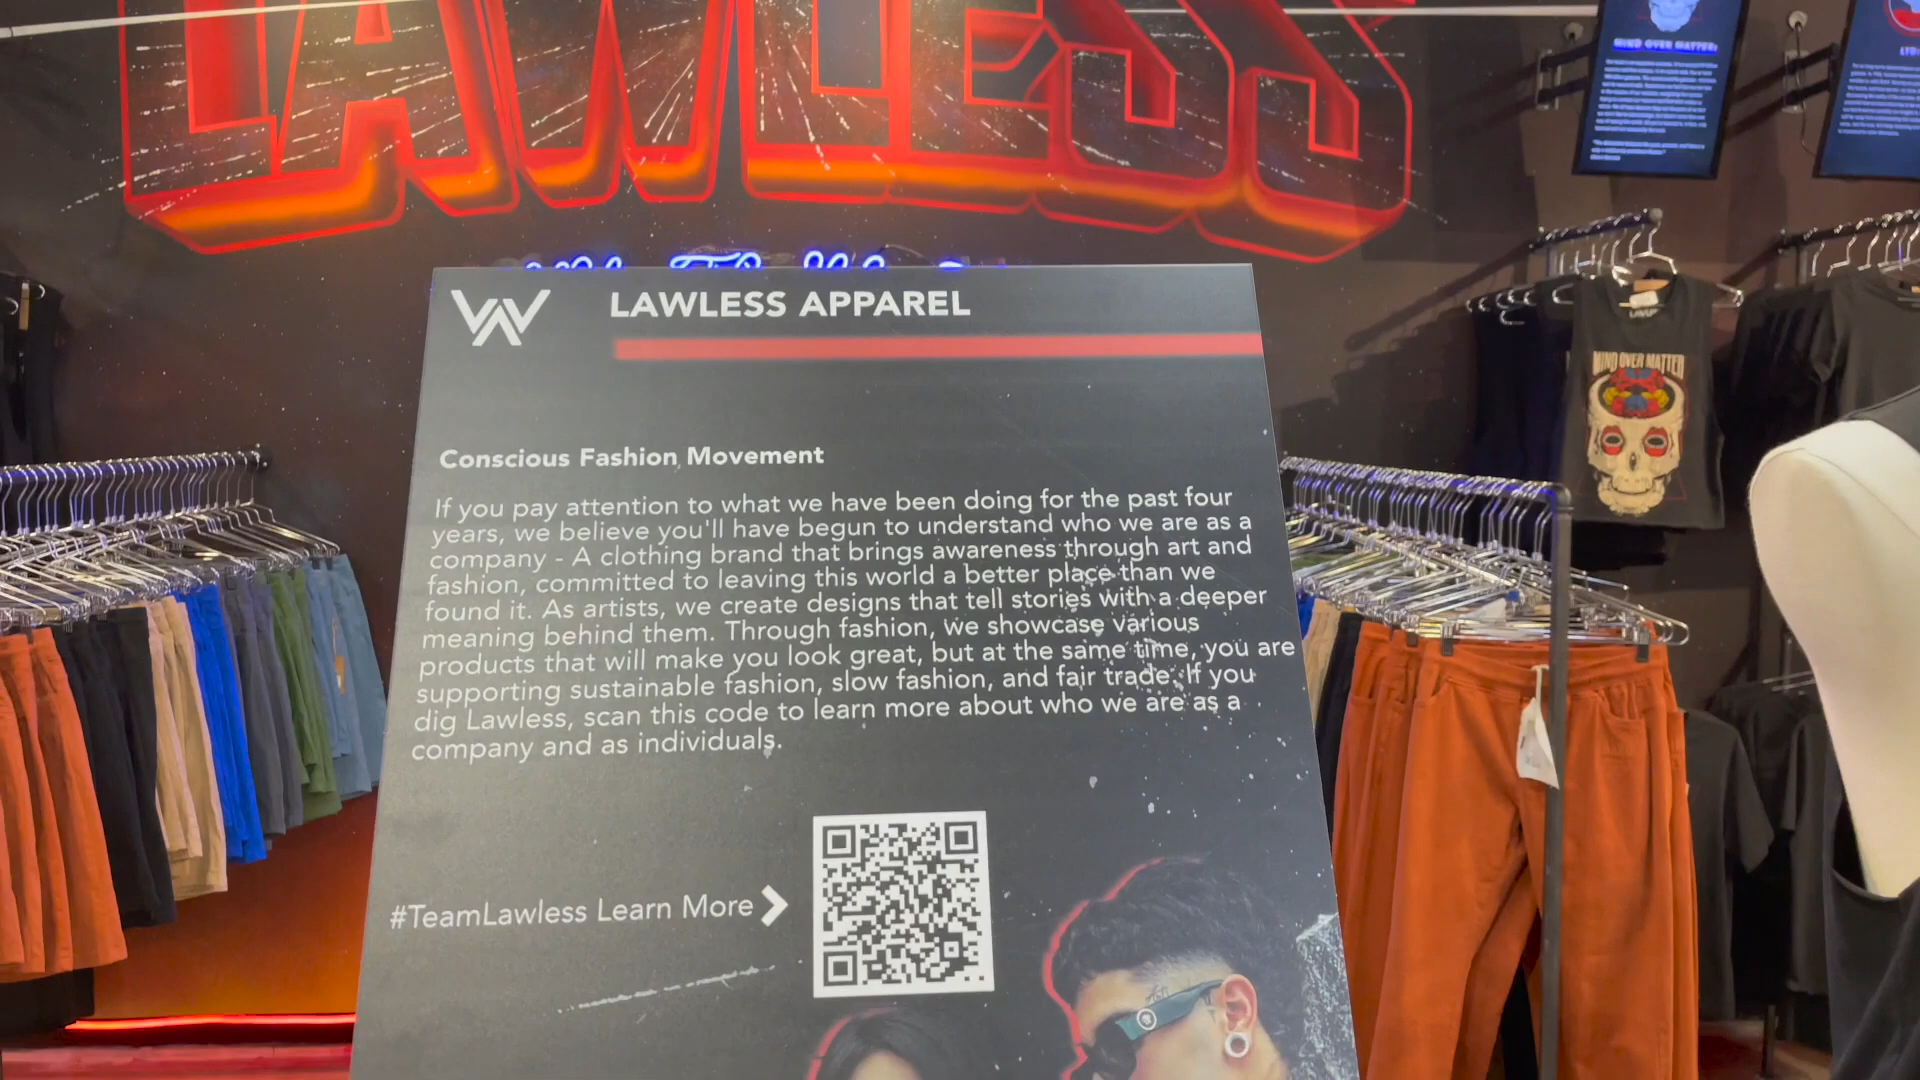 LAWLESS
MIND OVER MATTER
LAWLESS APPAREL
MIND OVER MATTER
Conscious Fashion Movement
If you pay attention to what we have been doing for the past four
years, we believe you'll have begun to understand who we are as a
company - A clothing brand that brings awareness through art and
fashion, committed to leaving this world a better place than we
found it. As artists, we create designs that tell stories with a deeper
meaning behind them. Through fashion, we showcase various
products that will make you look great, but at the same time, you are
supporting sustainable fashion, slow fashion, and fair trade. If you
dig Lawless, scan this code to learn more about who we are as a
company and as individuals.
#TeamLawless Learn More